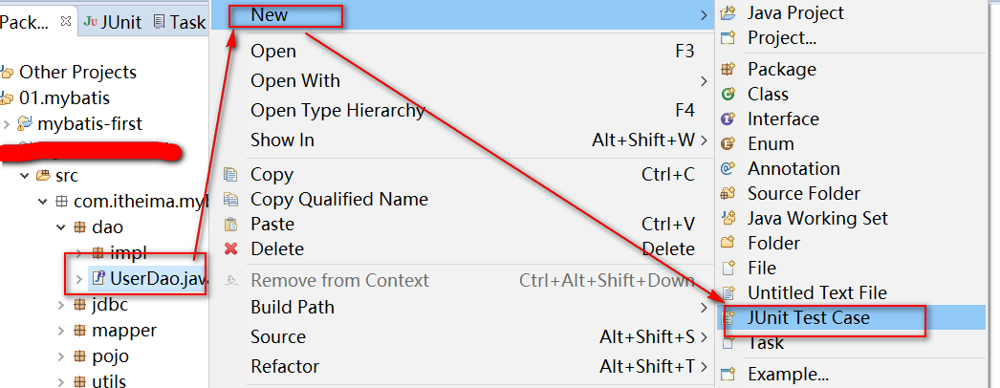 Pack...
JUnit
Task
Other Projects
01.mybatis
mybatis-first
src
com.itheima.myb
dao
impl
UserDao.java
jdbc
mapper
pojo
utils
New
Open F3
Open With
Open Type Hierarchy F4
Show In Alt+Shift+W
Copy Ctrl+C
Copy Qualified Name
Paste Ctrl+V
Delete Delete
Remove from Context Ctrl+Alt+Shift+Down
Build Path
Source Alt+Shift+S
Refactor Alt+Shift+T
Java Project
Project...
Package
Class
Interface
Enum
Annotation
Source Folder
Java Working Set
Folder
File
Untitled Text File
JUnit Test Case
Task
Example...